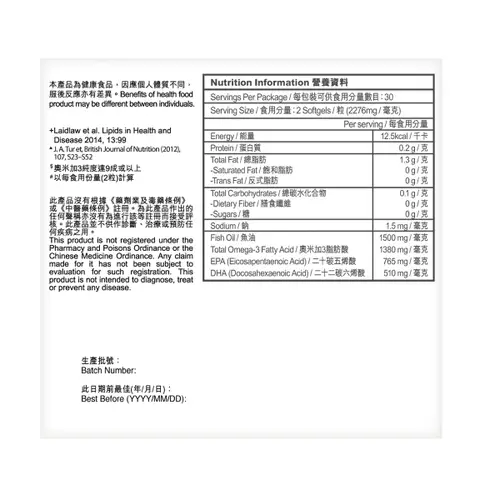 本產品為健康食品，因應個人體質不同，
服後反應亦有差異。Benefits of health food
product may be different between individuals.
+Laidlaw et al. Lipids in Health and
Disease 2014, 13:99
J. A. Tur et, British Journal of Nutrition (2012),
107, S23–S52
奧米加3純度達9成或以上
#以每食用份量(2粒)計算
此產品沒有根據《藥劑業及毒藥條例》
或《中醫藥條例》註冊。為此產品作出的
任何聲稱亦沒有為進行該等註冊而接受評
核。此產品並不供作診斷、治療或預防任
何疾病之用。
This product is not registered under the
Pharmacy and Poisons Ordinance or the
Chinese Medicine Ordinance. Any claim
made for it has not been subject to
evaluation for such registration. This
product is not intended to diagnose, treat
or prevent any disease.
生產批號：
Batch Number:
此日期前最佳(年/月/日)：
Best Before (YYYY/MM/DD):
Nutrition Information 營養資料
Servings Per Package / 每包裝可供食用分量數目 : 30
Serving Size / 食用分量 : 2 Softgels / 粒 (2276mg / 毫克)
Per serving / 每食用分量
Energy / 能量 12.5kcal / 千卡
Protein / 蛋白質 0.2 g / 克
Total Fat / 總脂肪 1.3 g / 克
-Saturated Fat / 飽和脂肪 0 g / 克
-Trans Fat / 反式脂肪 0 g / 克
Total Carbohydrates / 總碳水化合物 0.1 g / 克
-Dietary Fiber / 膳食纖維 0 g / 克
-Sugars / 糖 0 g / 克
Sodium / 鈉 1.5 mg / 毫克
Fish Oil / 魚油 1500 mg / 毫克
Total Omega-3 Fatty Acid / 奧米加3脂肪酸 1380 mg / 毫克
EPA (Eicosapentaenoic Acid) / 二十碳五烯酸 765 mg / 毫克
DHA (Docosahexaenoic Acid) / 二十二碳六烯酸 510 mg / 毫克